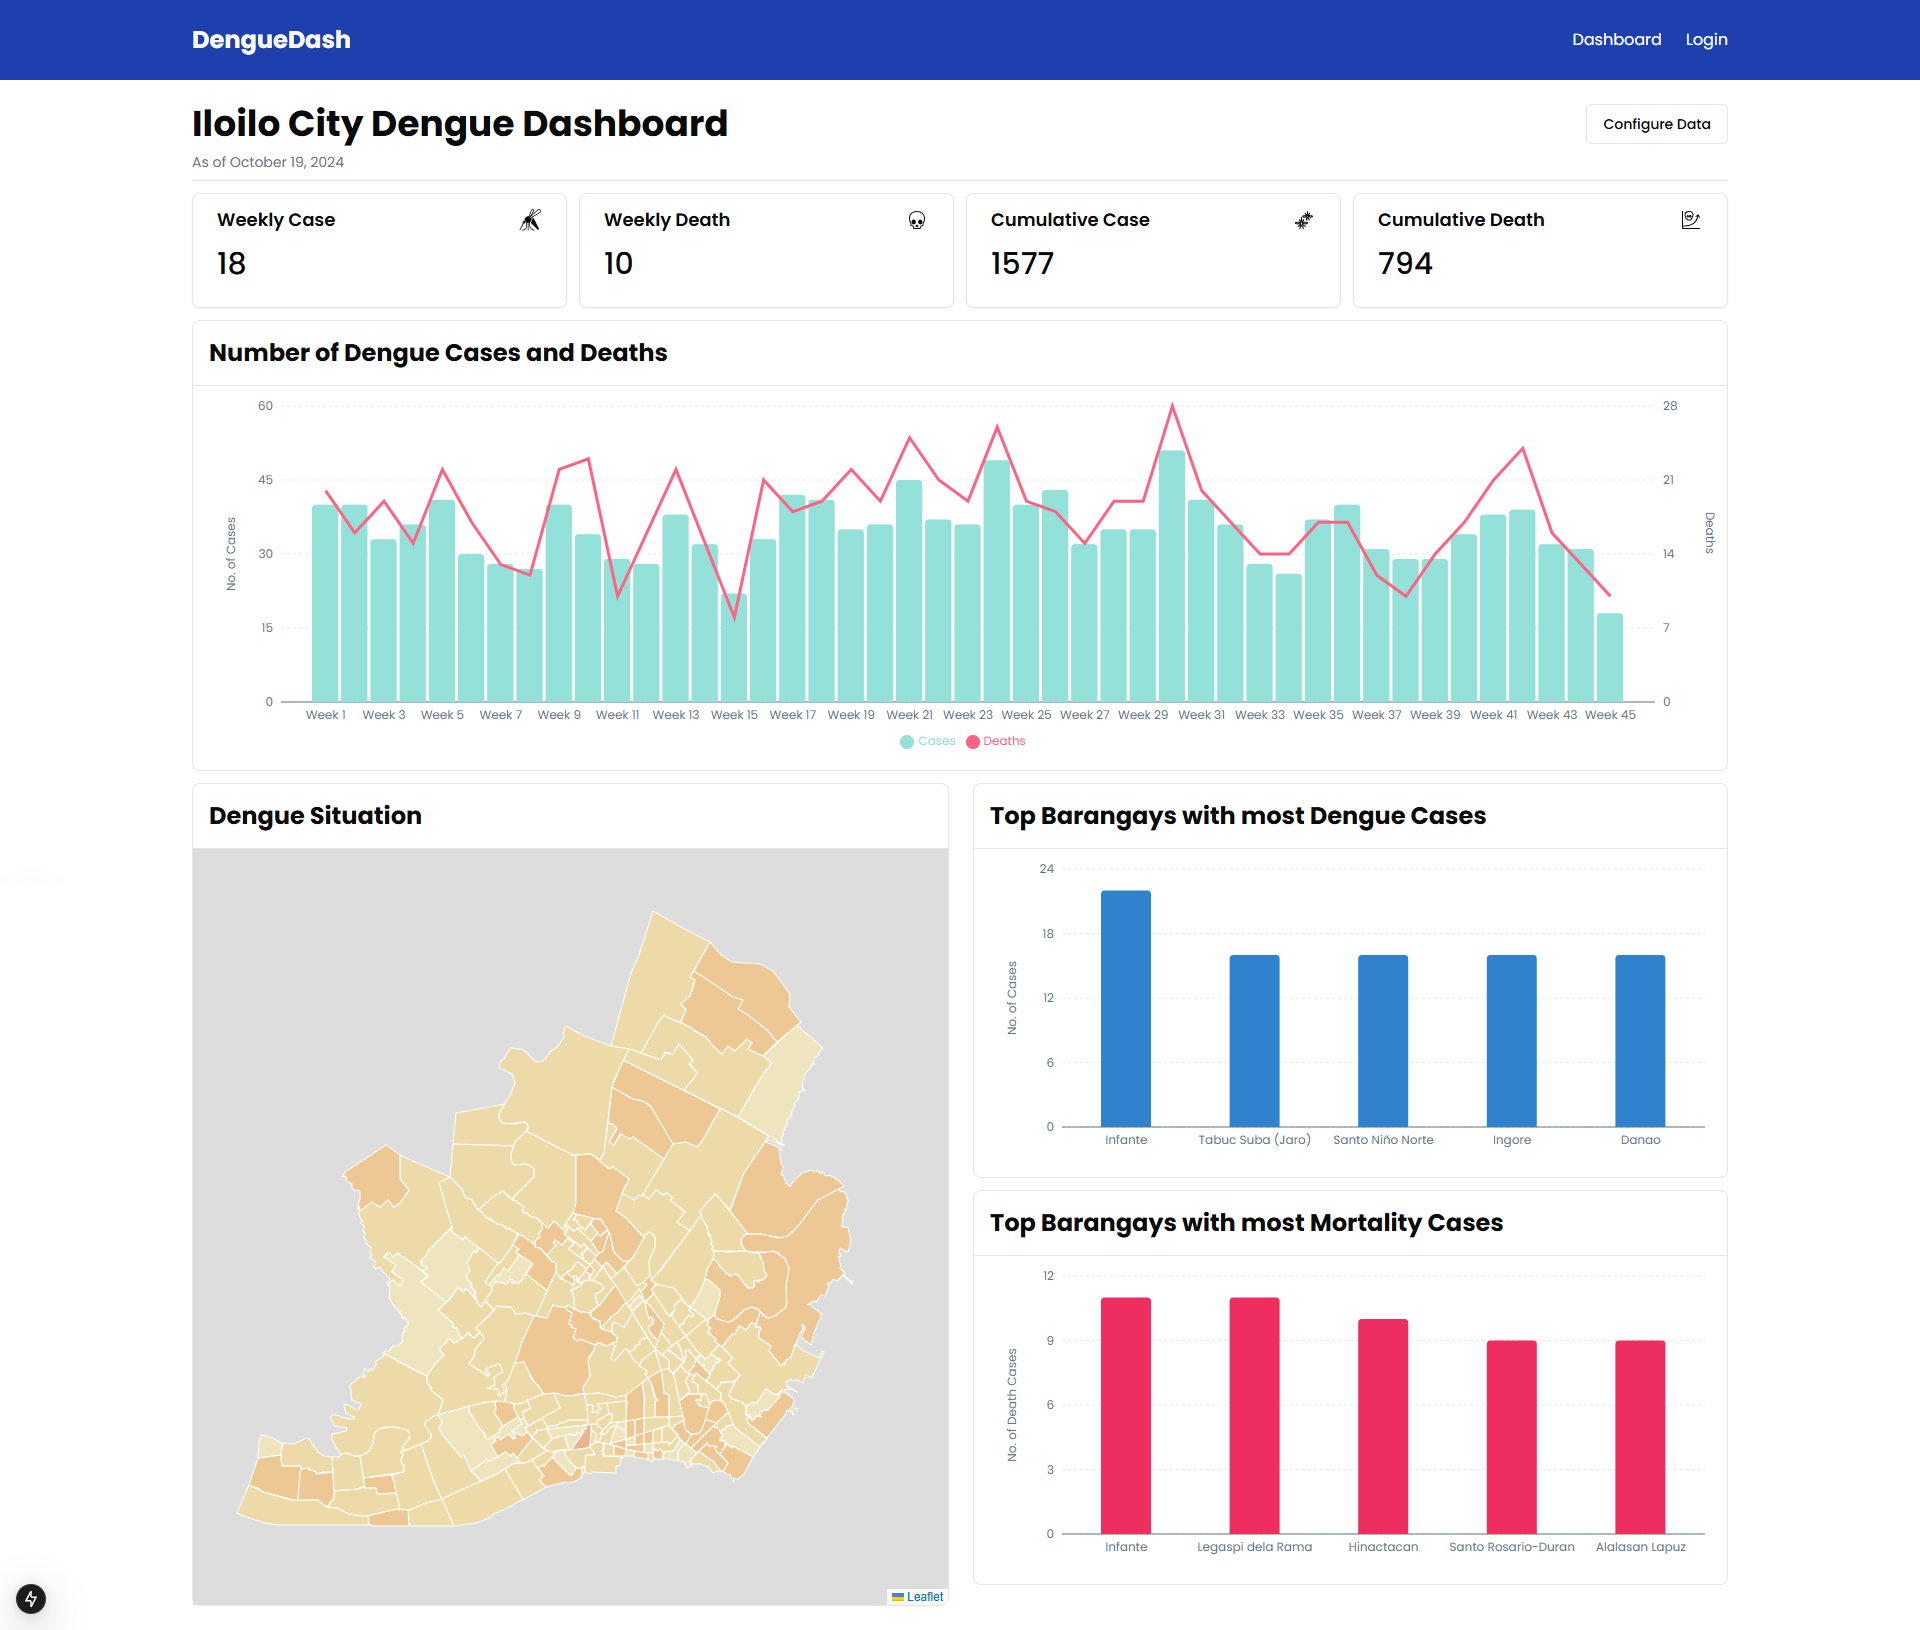 DengueDash
Dashboard Login
Iloilo City Dengue Dashboard
Configure Data
As of October 19, 2024
Weekly Case
18
Weekly Death
10
Cumulative Case
1577
Cumulative Death
794
Number of Dengue Cases and Deaths
60
45
30
15
0
No. of Cases
28
21
14
7
0
Deaths
Week 1 Week 3 Week 5 Week 7 Week 9 Week 11 Week 13 Week 15 Week 17 Week 19 Week 21 Week 23 Week 25 Week 27 Week 29 Week 31 Week 33 Week 35 Week 37 Week 39 Week 41 Week 43 Week 45
Cases Deaths
Dengue Situation
Leaflet
Top Barangays with most Dengue Cases
24
18
12
6
0
No. of Cases
Infante Tabuc Suba (Jaro) Santo Niño Norte Ingore Danao
Top Barangays with most Mortality Cases
12
9
6
3
0
No. of Death Cases
Infante Legaspi dela Rama Hinactacan Santo Rosario-Duran Alalasan Lapuz